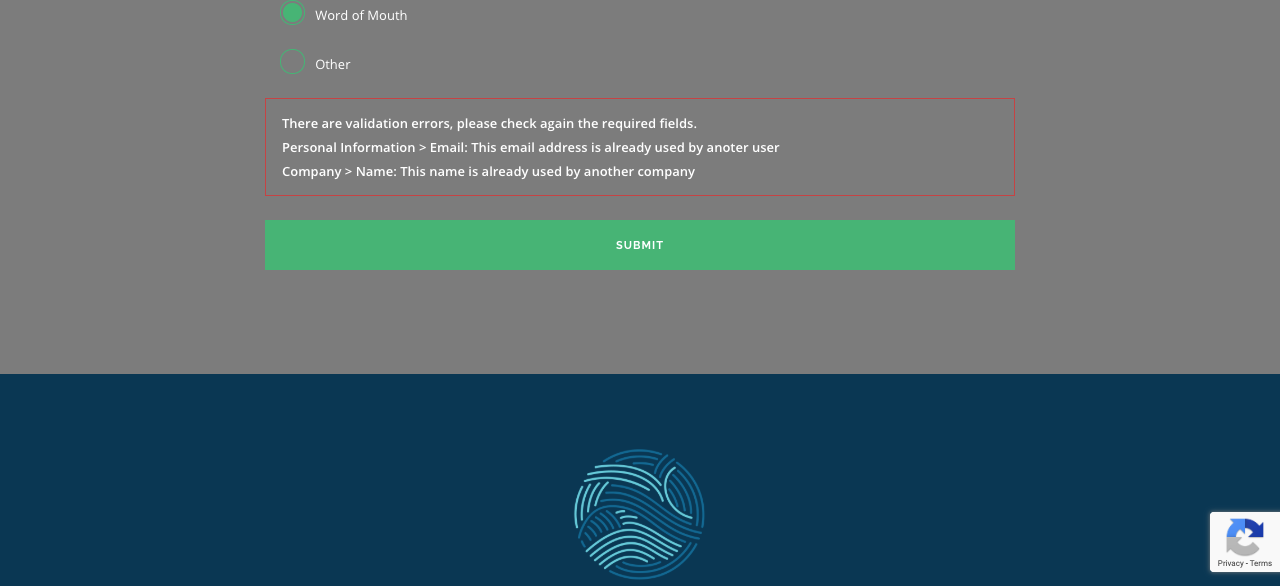 Word of Mouth
Other
There are validation errors, please check again the required fields.
Personal Information > Email: This email address is already used by anoter user
Company > Name: This name is already used by another company
SUBMIT
Privacy - Terms